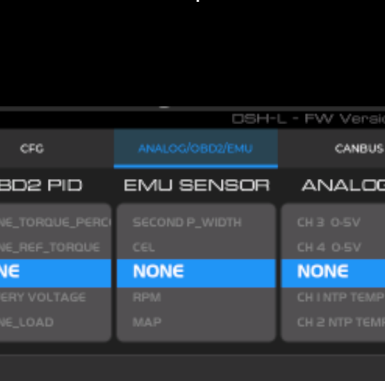 DSH-L - FW Versi
CFG
ANALOG/OBD2/EMU
CANBUS
BD2 PID
EMU SENSOR
ANALOG
NE_TORQUE_PERC
SECOND P_WIDTH
CH 3 0-5V
NE_REF_TORQUE
CEL
CH 4 0-5V
NE
NONE
NONE
ERY VOLTAGE
RPM
CH 1 NTP TEMP
NE_LOAD
MAP
CH 2 NTP TEMP